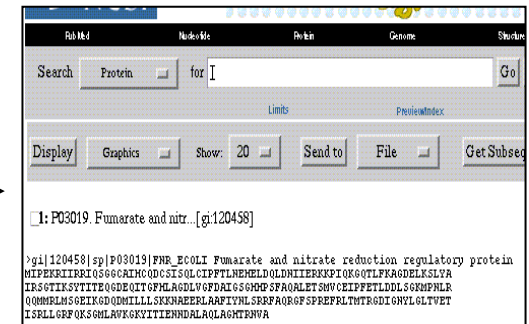 PubMed Nucleotide Protein Genome Structure
Search Protein for Go
Limits Preview/Index
Display Graphics Show: 20 Send to File Get Subseq
1: P03019. Fumarate and nitr...[gi:120458]
>gi|120458|sp|P03019|FNR_ECOLI Fumarate and nitrate reduction regulatory protein
MIPEKRIIRRIQSGGCAIHCQDCSISQLCIPFTLNEHELDQLDNIIERKKPIQKGQTLFKAGDELKSLYA
IRSGTIKSYTITEQGDEQITGFHLAGDLVGFDAIGSGHHPSFAQALETSMVCEIPFETLDDLSGKMPNLR
QQMMRLMSGEIKGDQDMILLLSKKNAEERLAAFIYNLSRRFAQRGFSPREFRLTMTRGDIGNYLGLTVET
ISRLLGRFQKSGMLAVKGKYITIENNDALAQLAGHTRNVA